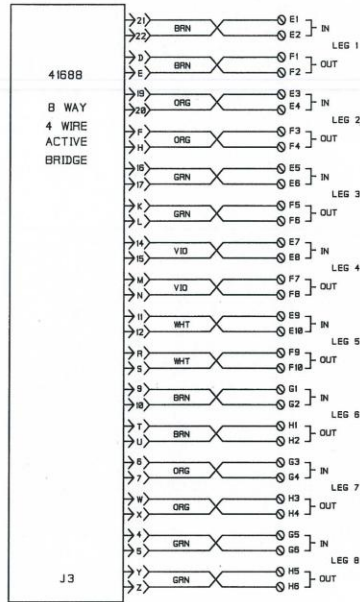 21 BRN E1 IN
22 E2
LEG 1
D BRN F1 OUT
E F2
41688
19 ORG E3 IN
20 E4
8 WAY
LEG 2
4 WIRE
F ORG F3 OUT
H F4
ACTIVE
BRIDGE
16 GRN E5 IN
17 E6
LEG 3
K GRN F5 OUT
L F6
14 VIO E7 IN
15 E8
LEG 4
M VIO F7 OUT
N F8
11 WHT E9 IN
12 E10
LEG 5
R WHT F9 OUT
S F10
9 BRN G1 IN
10 G2
LEG 6
T BRN H1 OUT
U H2
6 ORG G3 IN
7 G4
LEG 7
W ORG H3 OUT
X H4
4 GRN G5 IN
5 G6
LEG 8
J3
Y GRN H5 OUT
Z H6